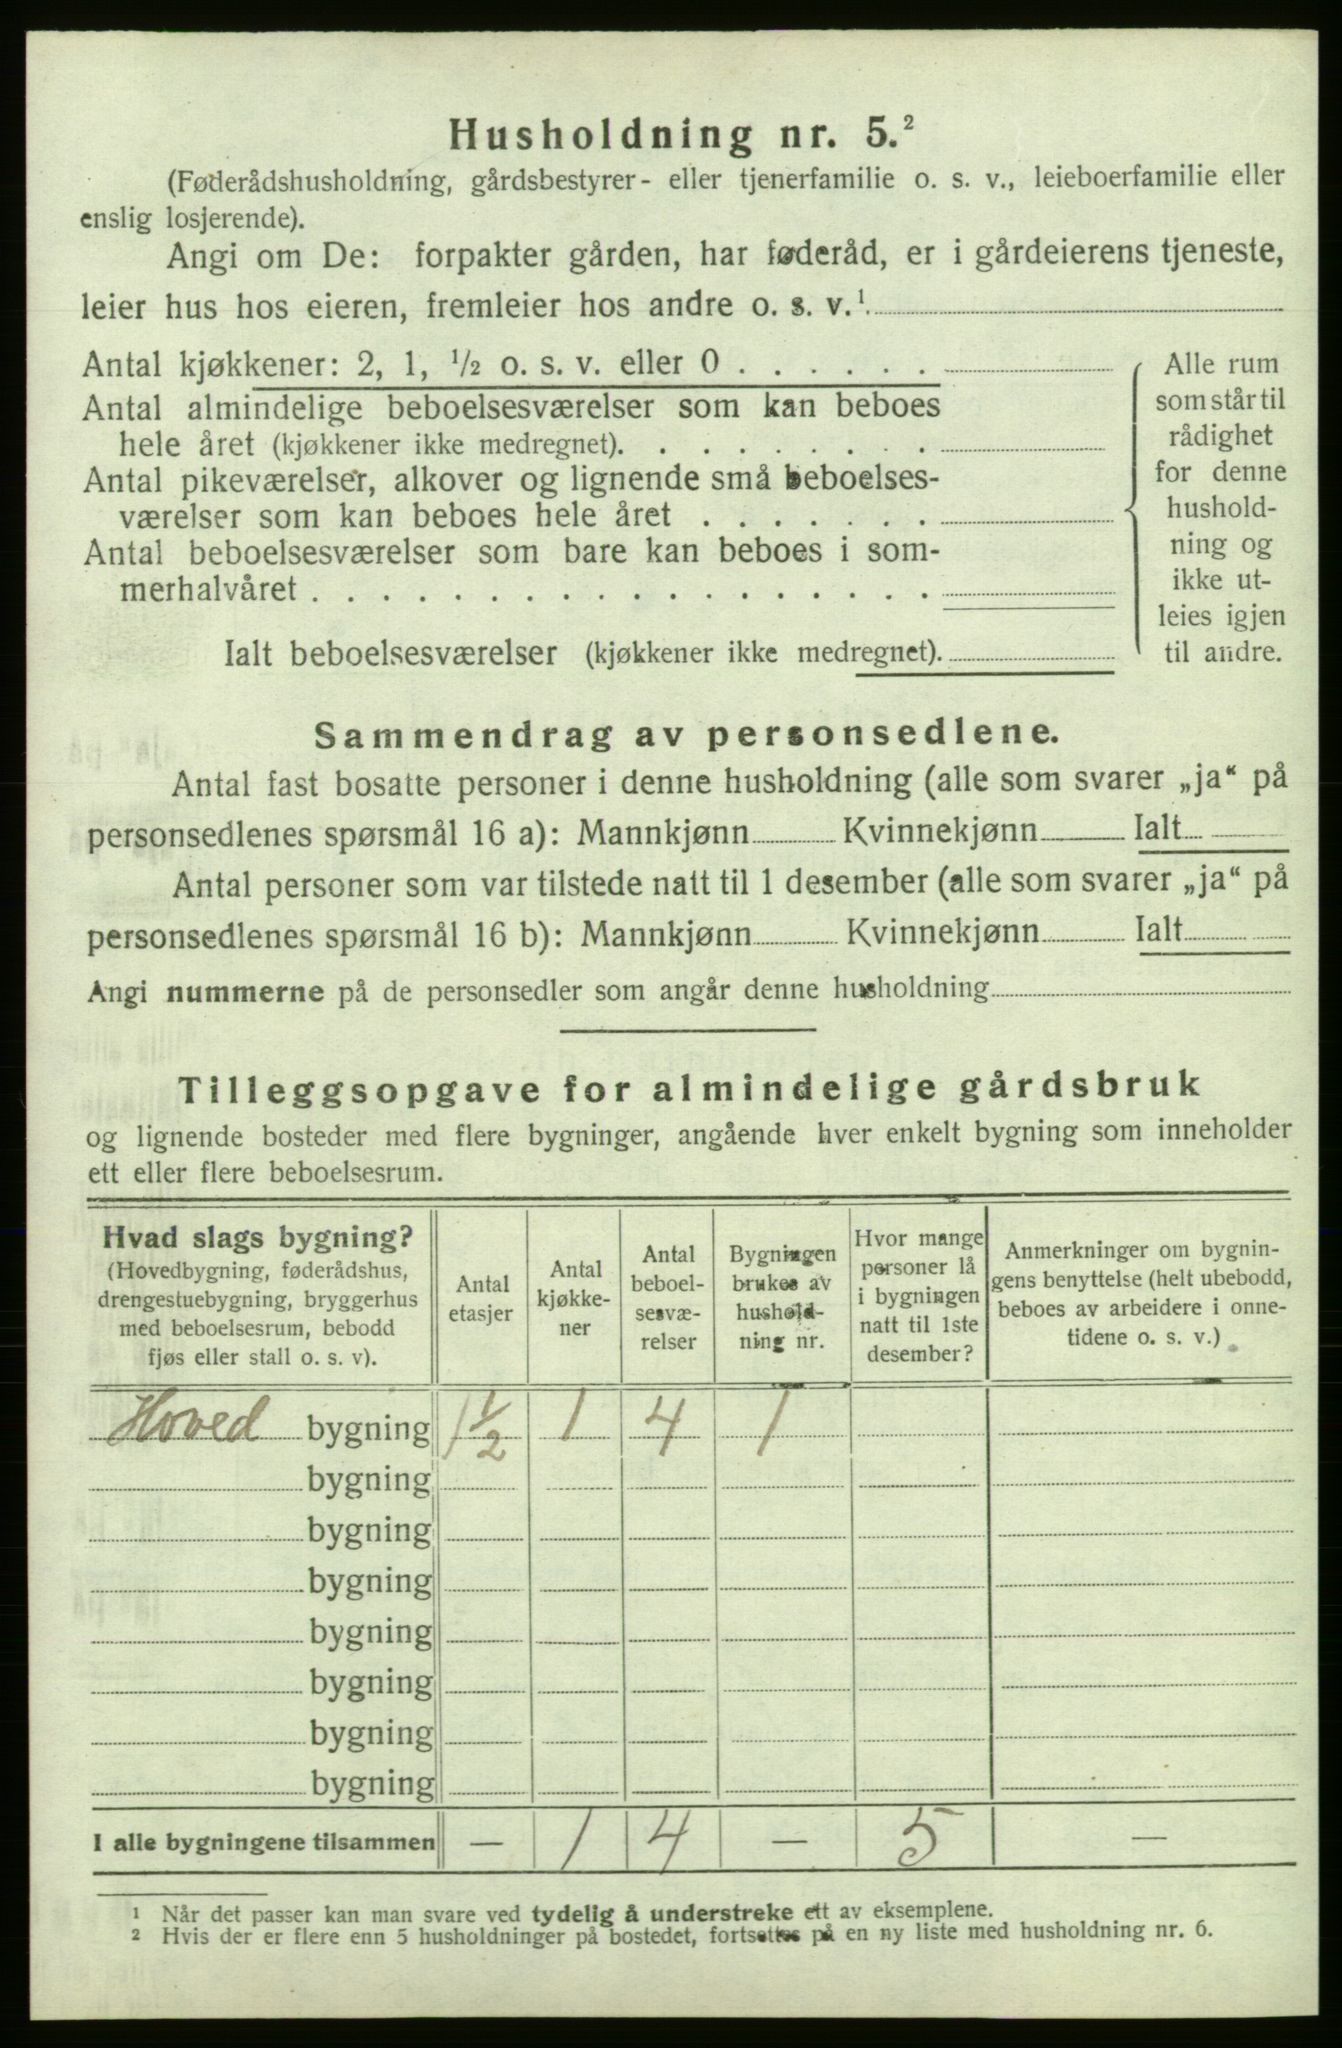 Husholdning nr. 5.²
(Føderådshusholdning, gårdsbestyrer- eller tjenerfamilie o. s. v., leieboerfamilie eller
enslig losjerende).
Angi om De: forpakter gården, har føderåd, er i gårdeierens tjeneste,
leier hus hos eieren, fremleier hos andre o. s. v.¹
Antal kjøkkener: 2, 1, ½ o. s. v. eller 0 . . . . . .
Antal almindelige beboelsesværelser som kan beboes
hele året (kjøkkener ikke medregnet). . . . . . . . .
Antal pikeværelser, alkover og lignende små beboelses-
værelser som kan beboes hele året . . . . . . .
Antal beboelsesværelser som bare kan beboes i som-
merhalvåret . . . . . . . . . . . . . . . . . .
Ialt beboelsesværelser (kjøkkener ikke medregnet).
Alle rum
som står til
rådighet
for denne
hushold-
ning og
ikke ut-
leies igjen
til andre.
Sammendrag av personsedlene.
Antal fast bosatte personer i denne husholdning (alle som svarer „ja“ på
personsedlenes spørsmål 16 a): Mannkjønn Kvinnekjønn Ialt
Antal personer som var tilstede natt til 1 desember (alle som svarer „ja“ på
personsedlenes spørsmål 16 b): Mannkjønn Kvinnekjønn Ialt
Angi nummerne på de personsedler som angår denne husholdning
Tilleggsopgave for almindelige gårdsbruk
og lignende bosteder med flere bygninger, angående hver enkelt bygning som inneholder
ett eller flere beboelsesrum.
Hvad slags bygning?
(Hovedbygning, føderådshus,
drengestuebygning, bryggerhus
med beboelsesrum, bebodd
fjøs eller stall o. s. v).
Antal
etasjer
Antal
kjøkke-
ner
Antal
beboel-
sesvæ-
relser
Bygningen
brukes av
hushold-
ning nr.
Hvor mange
personer lå
i bygningen
natt til 1ste
desember?
Anmerkninger om bygnin-
gens benyttelse (helt ubebodd,
beboes av arbeidere i onne-
tidene o. s. v.)
Hoved bygning 1½ 1 4 1
bygning
bygning
bygning
bygning
bygning
bygning
bygning
I alle bygningene tilsammen — 1 4 — 5 —
¹ Når det passer kan man svare ved tydelig å understreke ett av eksemplene.
² Hvis der er flere enn 5 husholdninger på bostedet, fortsettes på en ny liste med husholdning nr. 6.